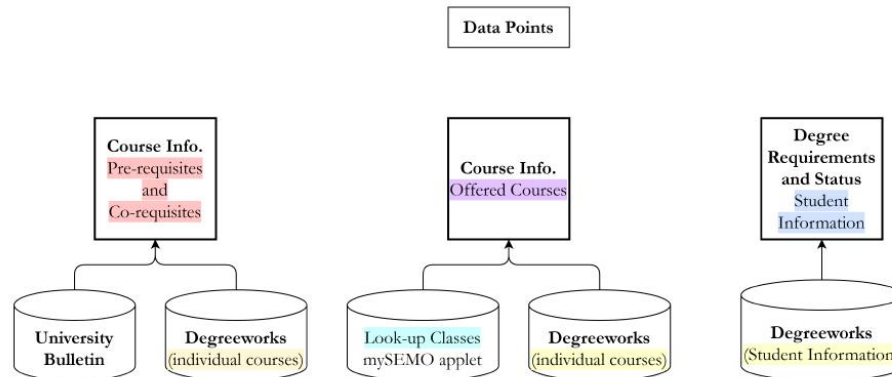 Data Points
Course Info.
Pre-requisites
and
Co-requisites
Course Info.
Offered Courses
Degree
Requirements
and Status
Student
Information
University
Bulletin
Degreeworks
(individual courses)
Look-up Classes
mySEMO applet
Degreeworks
(individual courses)
Degreeworks
(Student Information